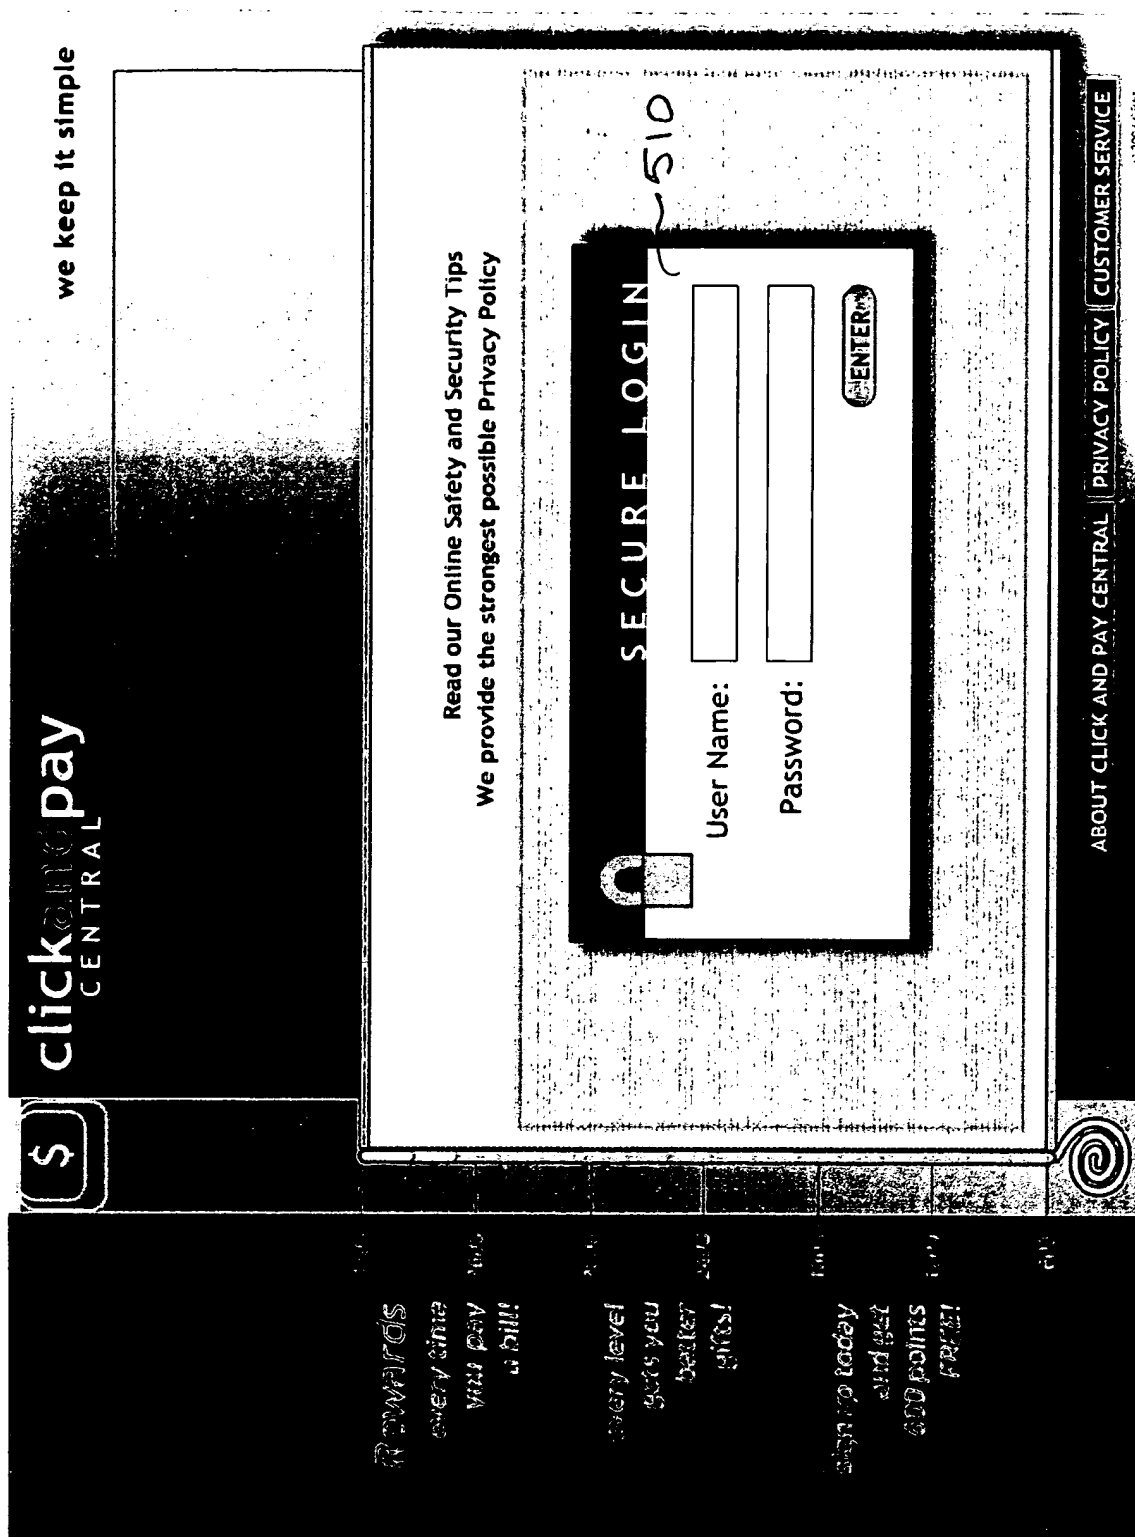 $
clickandpay
CENTRAL
we keep it simple
Read our Online Safety and Security Tips
We provide the strongest possible Privacy Policy
SECURE LOGIN
510
User Name:
Password:
ENTER
Rewards
every time
you pay
a bill!
every level
gets you
better
gifts!
sign up today
and get
600 points
FREE!
ABOUT CLICK AND PAY CENTRAL
PRIVACY POLICY
CUSTOMER SERVICE